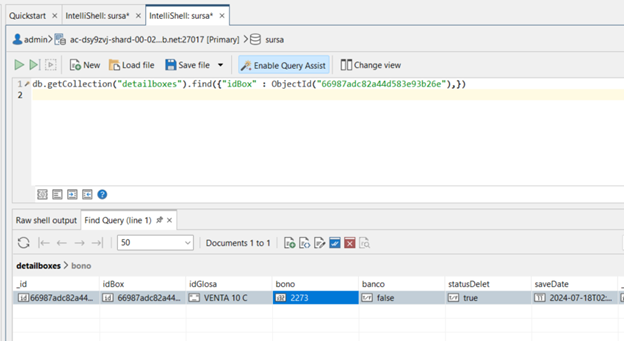 Quickstart × IntelliShell: sursa* × IntelliShell: sursa* ×
admin > ac-dsy9zvj-shard-00-02...b.net:27017 [Primary] > sursa
New Load file Save file Enable Query Assist Change view
1 db.getCollection("detailboxes").find({"idBox" : ObjectId("66987adc82a44d583e93b26e"),})
2
Raw shell output Find Query (line 1) ×
50 Documents 1 to 1
detailboxes > bono
_id idBox idGlosa bono banco statusDelet saveDate
66987adc82a44... 66987adc82a44... VENTA 10 C 2273 false true 2024-07-18T02:...